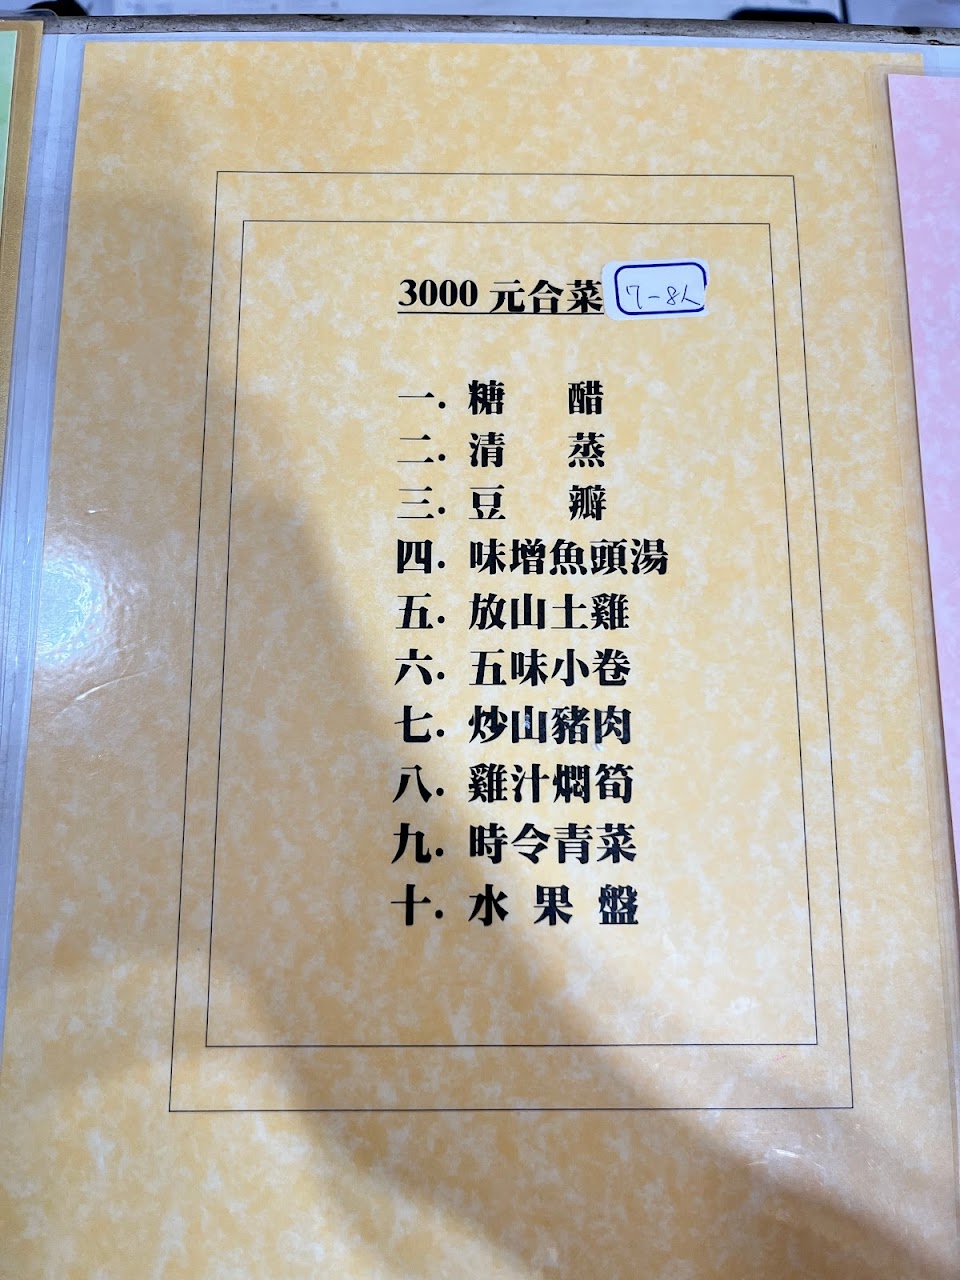 3000 元合菜 7-8人
一. 糖 醋
二. 清 蒸
三. 豆 瓣
四. 味增魚頭湯
五. 放山土雞
六. 五味小卷
七. 炒山豬肉
八. 雞汁燜筍
九. 時令青菜
十. 水 果 盤